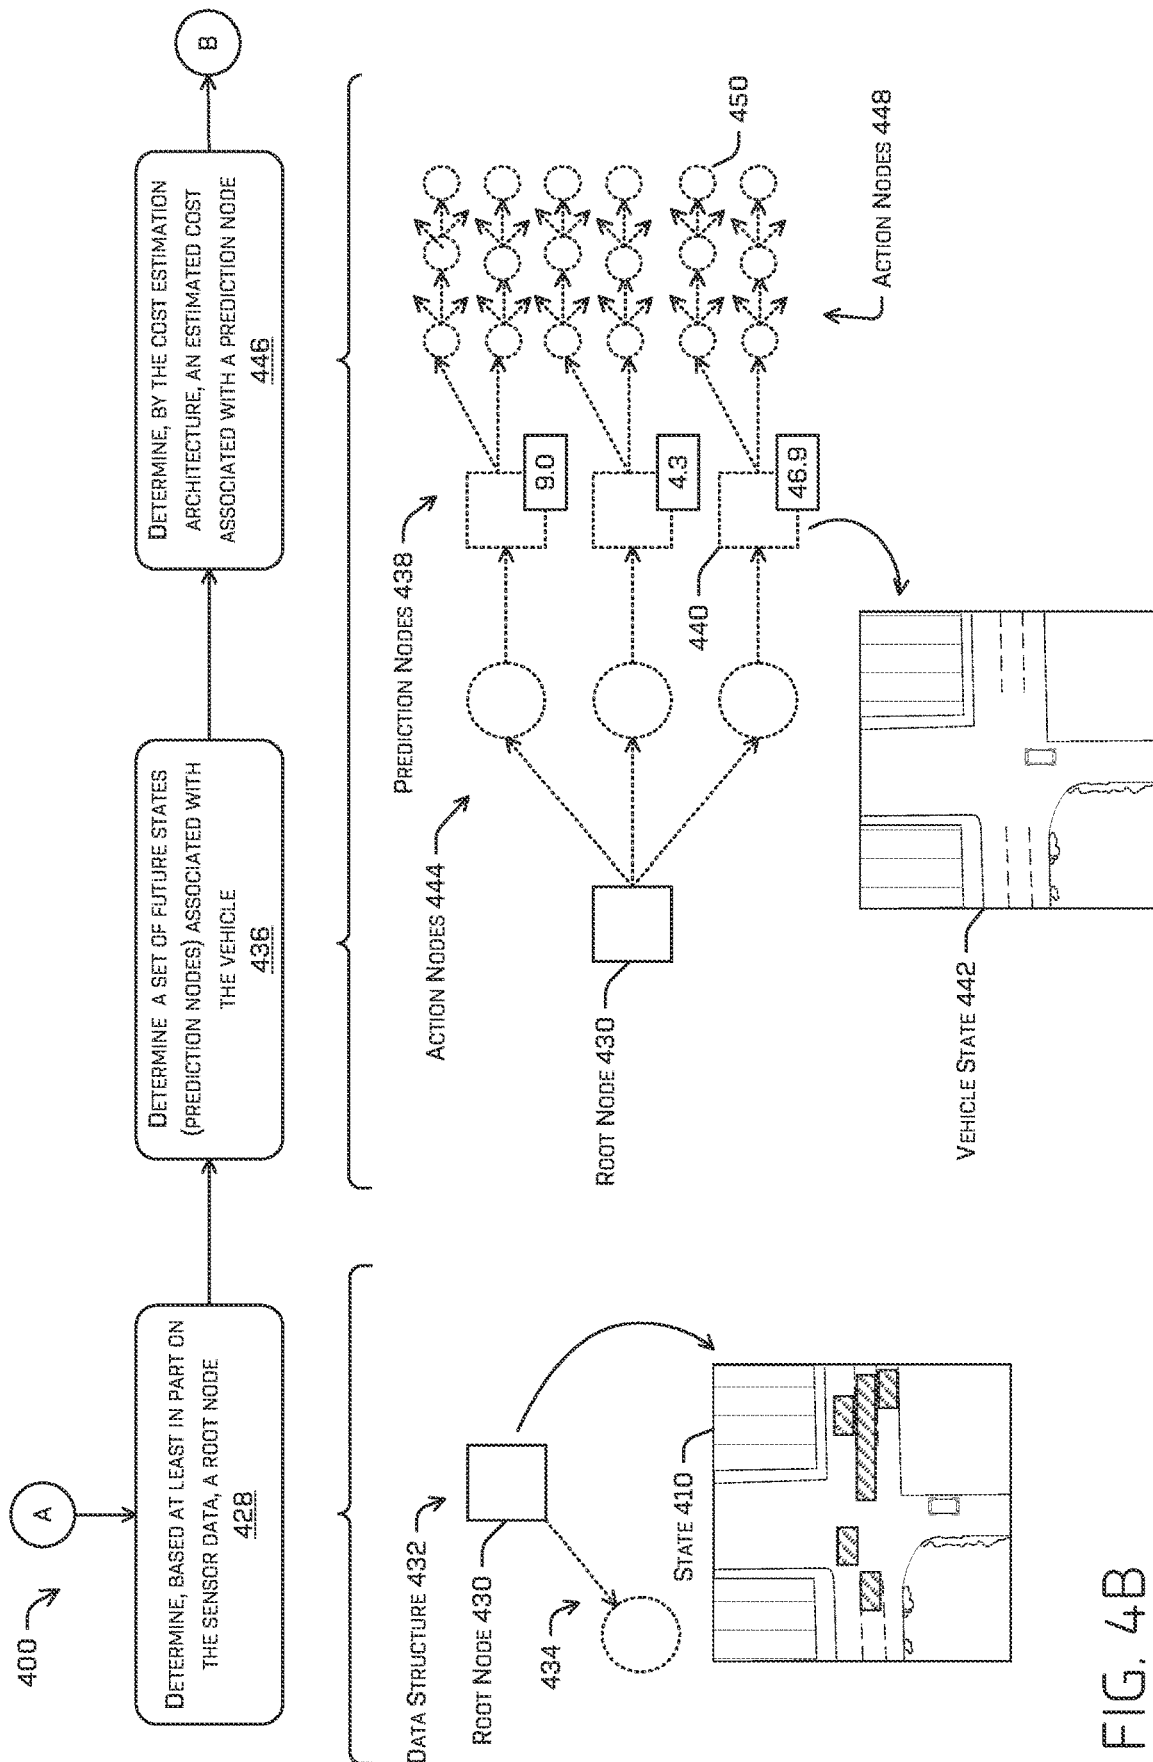 400
A
DETERMINE, BASED AT LEAST IN PART ON
THE SENSOR DATA, A ROOT NODE
428
DETERMINE A SET OF FUTURE STATES
(PREDICTION NODES) ASSOCIATED WITH
THE VEHICLE
436
DETERMINE, BY THE COST ESTIMATION
ARCHITECTURE, AN ESTIMATED COST
ASSOCIATED WITH A PREDICTION NODE
446
B
DATA STRUCTURE 432
ROOT NODE 430
434
STATE 410
ACTION NODES 444
PREDICTION NODES 438
ROOT NODE 430
9.0
4.3
46.9
440
450
ACTION NODES 448
VEHICLE STATE 442
FIG. 4B